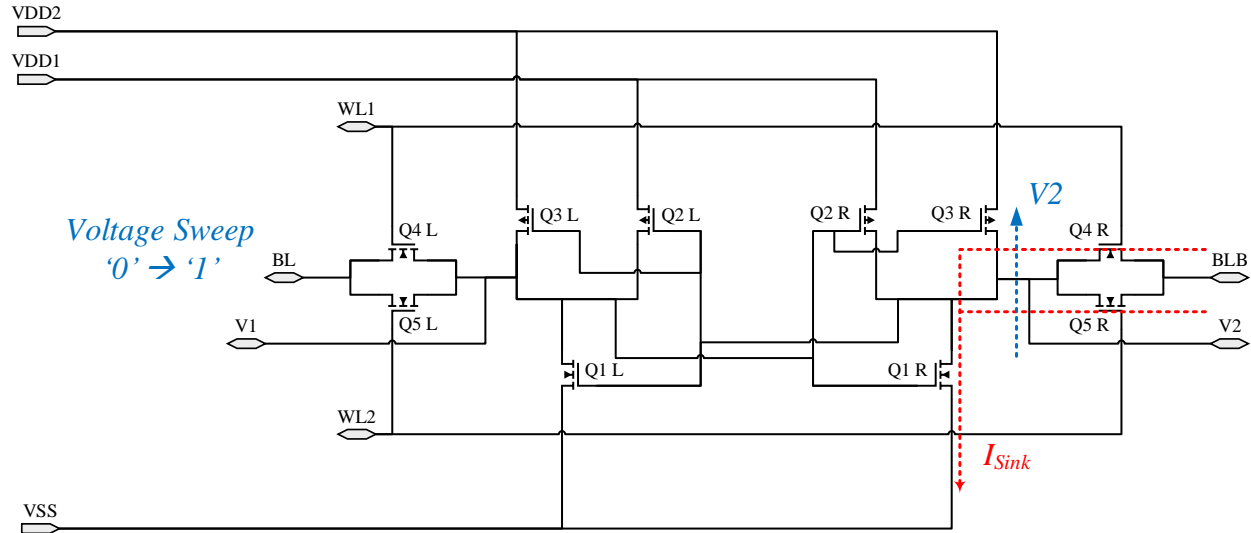 VDD2
VDD1
WL1
V2
Q3 L
Q2 L
Q2 R
Q3 R
Q4 R
Voltage Sweep
Q4 L
‘0’ → ‘1’
BL
BLB
Q5 L
Q5 R
V1
V2
Q1 L
Q1 R
WL2
ISink
VSS